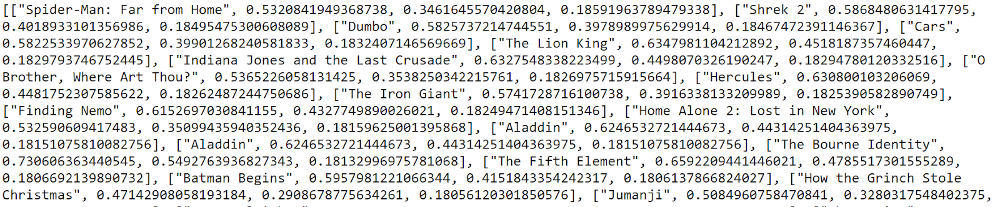 [["Spider-Man: Far from Home", 0.5320841949368738, 0.3461645570420804, 0.18591963789479338], ["Shrek 2", 0.5868480631417795,
0.4018933101356986, 0.18495475300608089], ["Dumbo", 0.5825737214744551, 0.3978989975629914, 0.18467472391146367], ["Cars",
0.5822533970627852, 0.39901268240581833, 0.1832407146569669], ["The Lion King", 0.6347981104212892, 0.4518187357460447,
0.1829793746752445], ["Indiana Jones and the Last Crusade", 0.6327548338223499, 0.4498070326190247, 0.18294780120332516], ["O
Brother, Where Art Thou?", 0.5365226058131425, 0.3538250342215761, 0.1826975715915664], ["Hercules", 0.630800103206069,
0.4481752307585622, 0.18262487244750686], ["The Iron Giant", 0.5741728716100738, 0.3916338133209989, 0.1825390582890749],
["Finding Nemo", 0.6152697030841155, 0.4327749890026021, 0.18249471408151346], ["Home Alone 2: Lost in New York",
0.532590609417483, 0.35099435940352436, 0.18159625001395868], ["Aladdin", 0.6246532721444673, 0.44314251404363975,
0.18151075810082756], ["Aladdin", 0.6246532721444673, 0.44314251404363975, 0.18151075810082756], ["The Bourne Identity",
0.730606363440545, 0.5492763936827343, 0.18132996975781068], ["The Fifth Element", 0.6592209441446021, 0.4785517301555289,
0.1806692139890732], ["Batman Begins", 0.5957981221066344, 0.4151843354242317, 0.1806137866824027], ["How the Grinch Stole
Christmas", 0.47142908058193184, 0.2908678775634261, 0.18056120301850576], ["Jumanji", 0.5084960758470841, 0.3280317548402375,